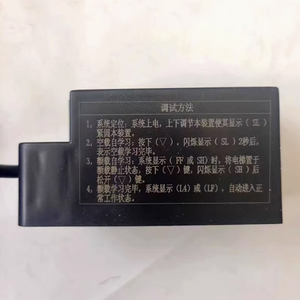 调试方法
1、系统定位：系统上电，上下调节本装置使其显示（SL）
紧固本装置。
2、空载自学习：按下（▽），闪烁显示（SL）2秒后，
表示空载学习完毕。
3、额载自学习：系统显示（FF 或 SH）时，将电梯置于
额载静止状态，按下（▽）键，闪烁显示（SH）后
松开（▽）键。
4、额载学习完毕，系统显示（LA）或（LF），自动进入正
常工作状态。